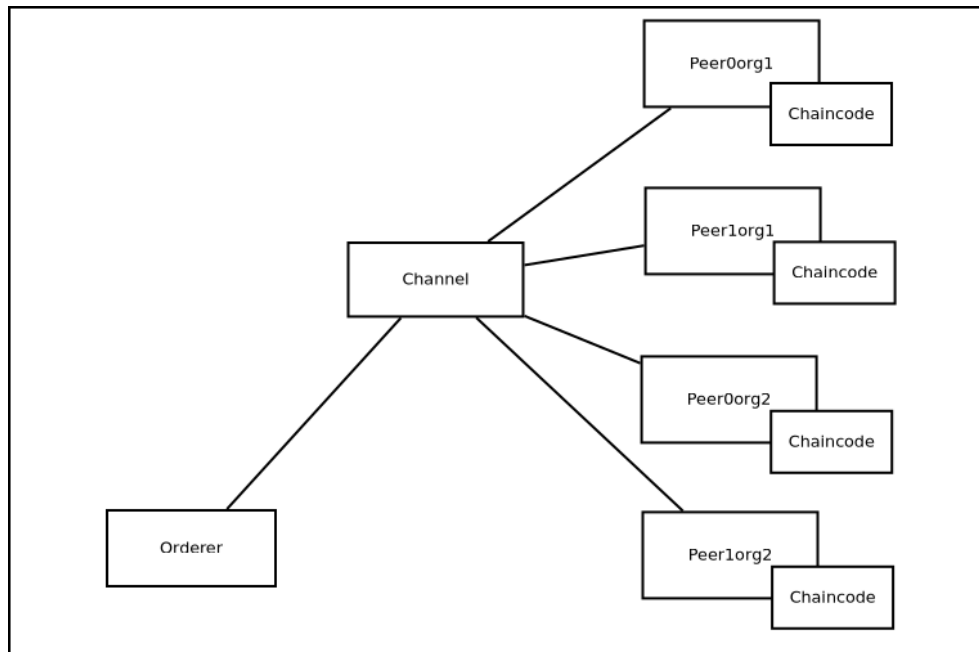 Peer0org1
Chaincode
Peer1org1
Chaincode
Channel
Peer0org2
Chaincode
Orderer
Peer1org2
Chaincode